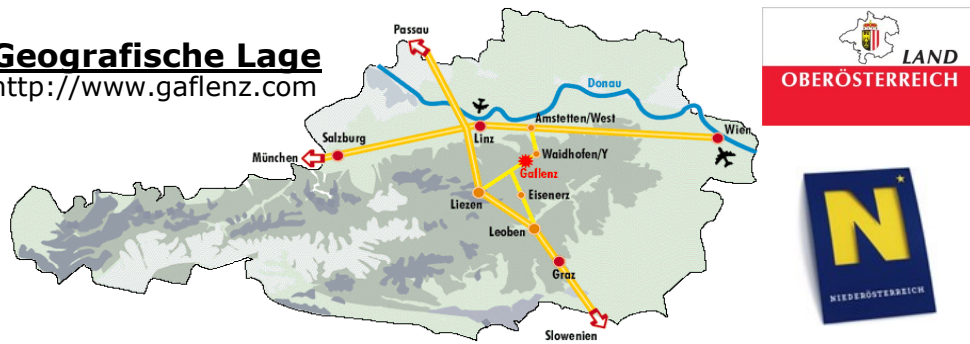 Geografische Lage
http://www.gaflenz.com
Passau
Donau
Salzburg
Linz
Amstetten/West
Wien
München
Waidhofen/Y
Gaflenz
Liezen
Eisenerz
Leoben
Graz
Slowenien
LAND
OBERÖSTERREICH
N
NIEDERÖSTERREICH